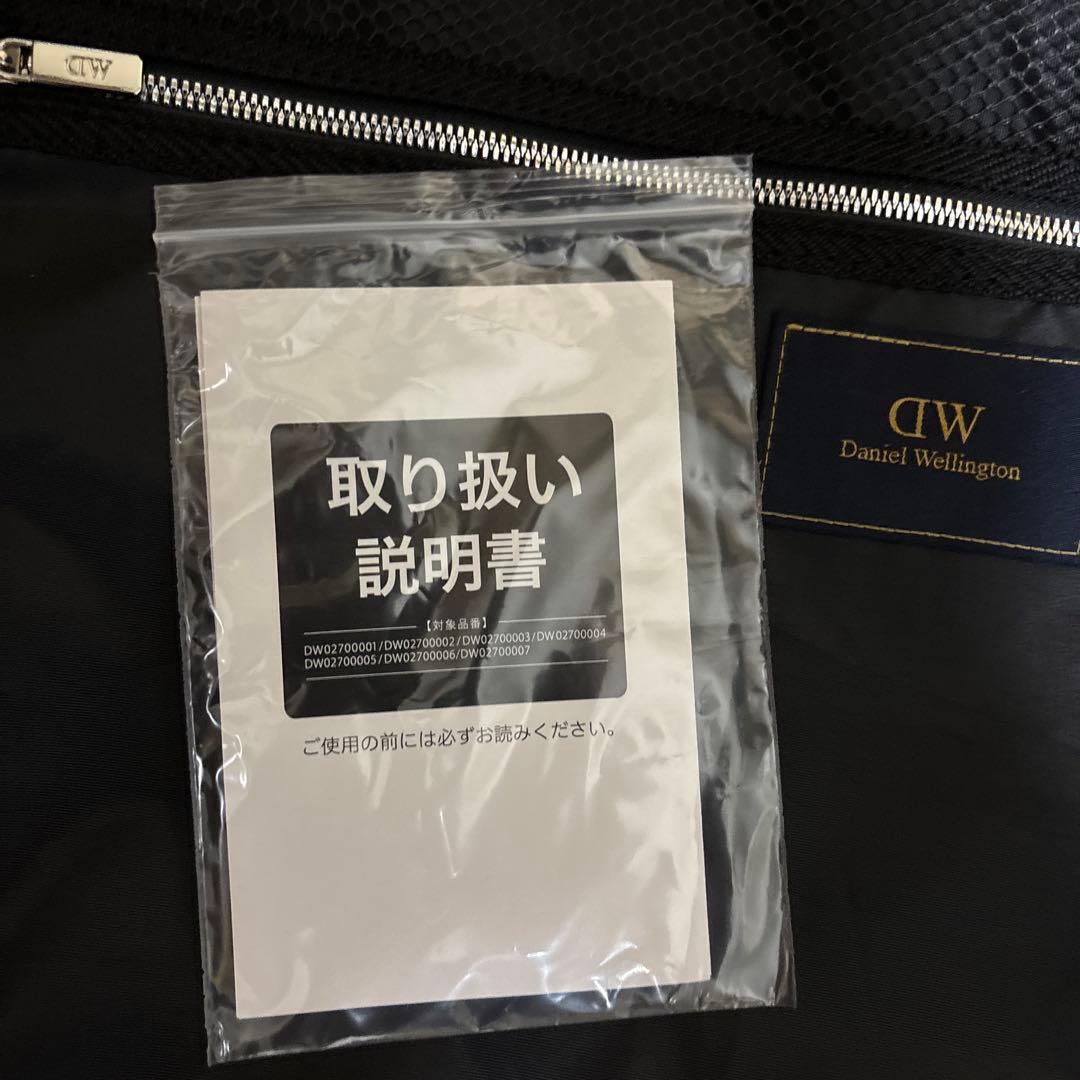 DW
DW
Daniel Wellington
取り扱い
説明書
【対象品番】
DW02700001/DW02700002/DW02700003/DW02700004
DW02700005/DW02700006/DW02700007
ご使用の前には必ずお読みください。